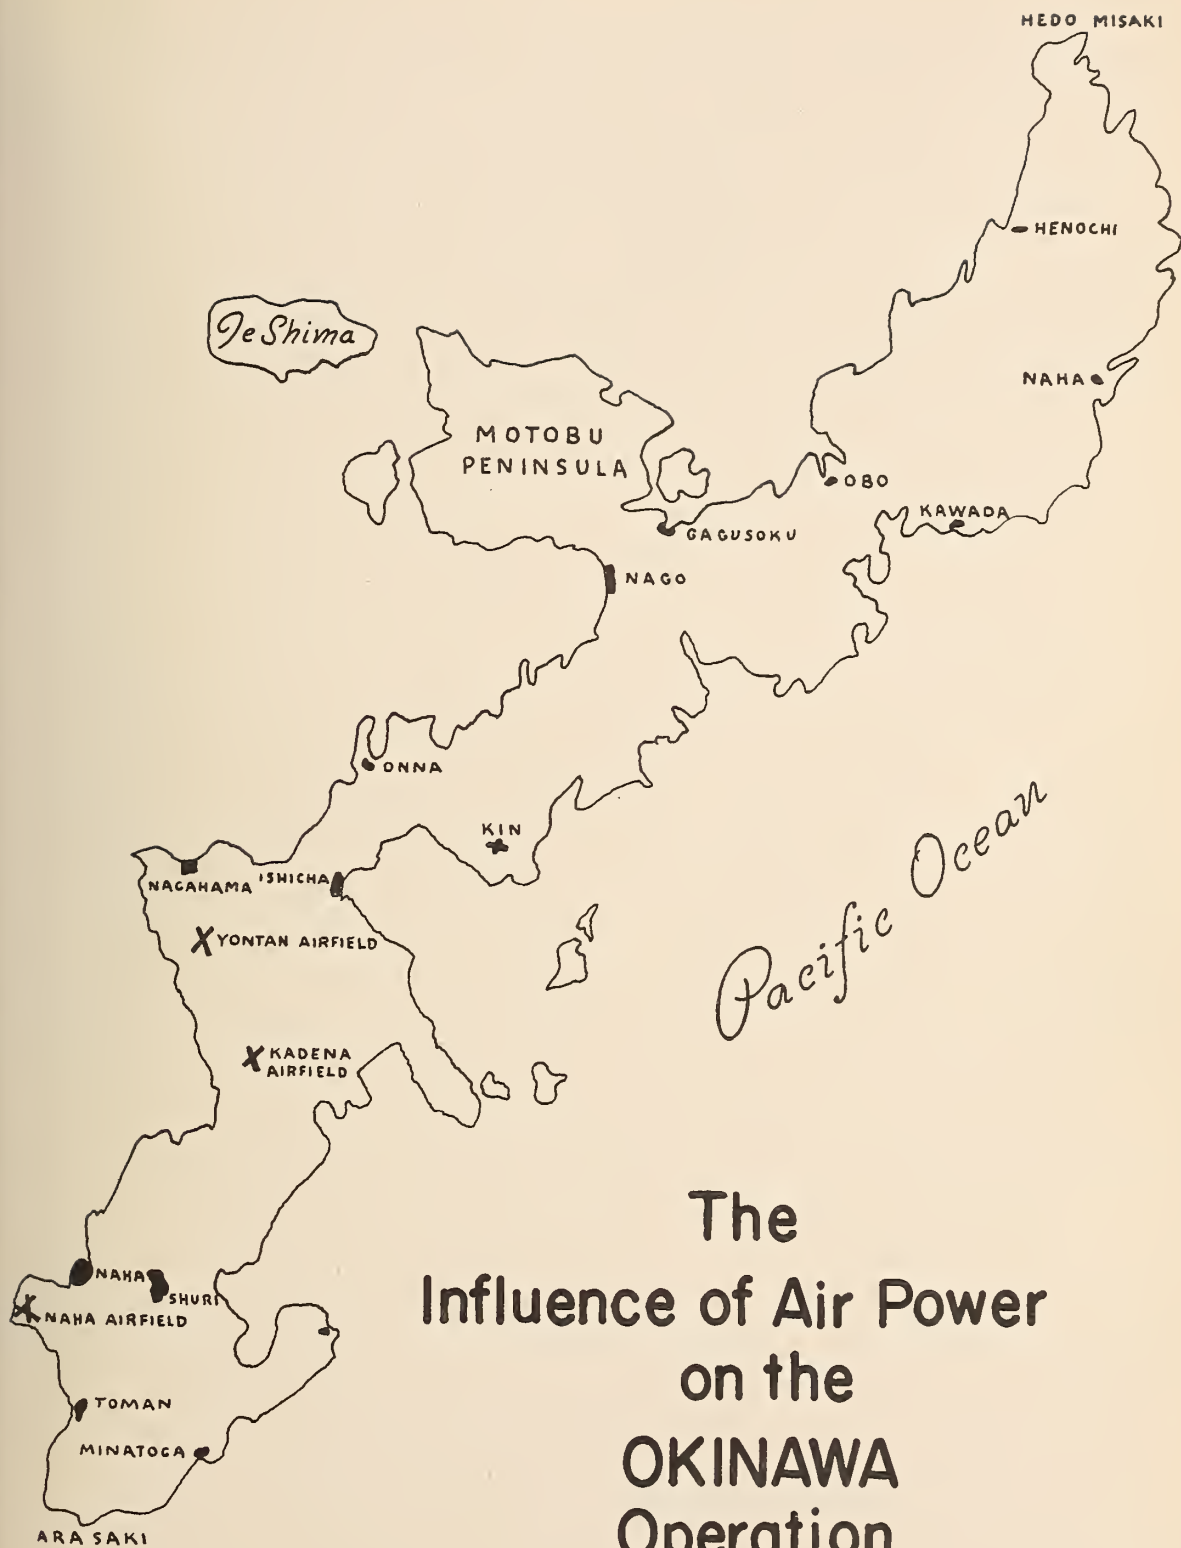 HEDO MISAKI
HENOCHI
Ie Shima
NAHA
MOTOBU
PENINSULA
OBO
KAWADA
GAGUSOKU
NAGO
ONNA
KIN
NAGAHAMA
ISHICHA
YONTAN AIRFIELD
Pacific Ocean
KADENA
AIRFIELD
NAHA
SHURI
NAHA AIRFIELD
TOMAN
MINATOGA
ARA SAKI
The
Influence of Air Power
on the
OKINAWA
Operation